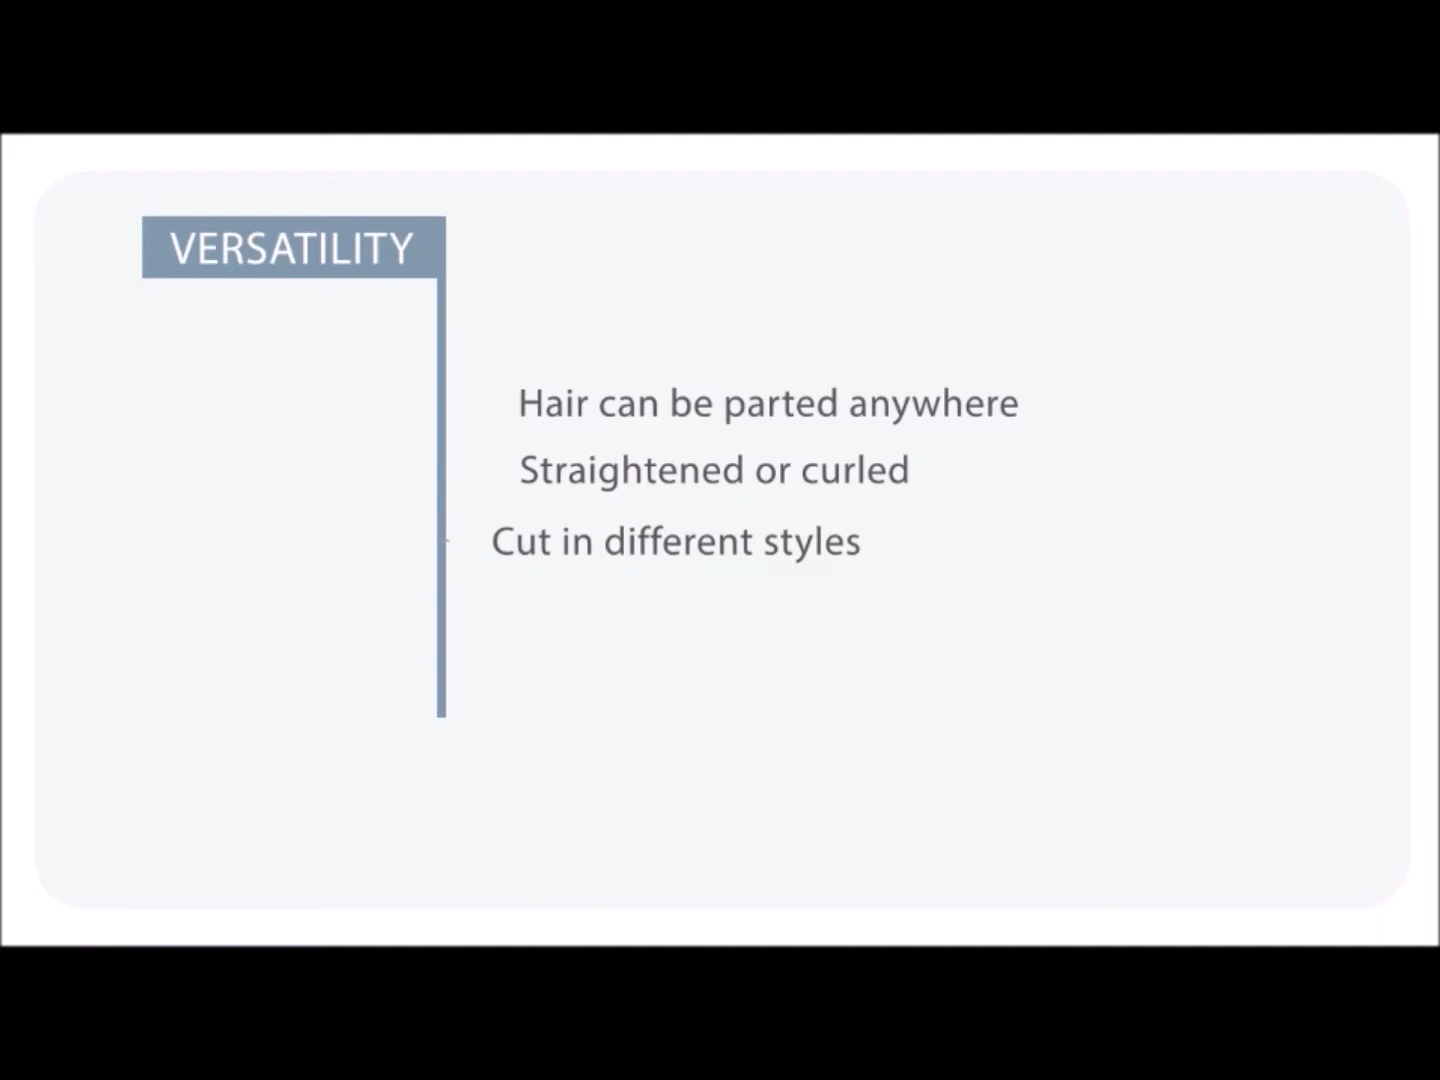 VERSATILITY
Hair can be parted anywhere
Straightened or curled
Cut in different styles